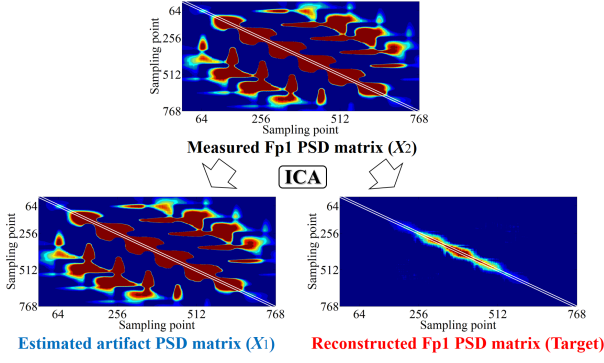 64
256
512
768
Sampling point
64 256 512 768
Sampling point
Measured Fp1 PSD matrix (X2)
ICA
64
256
512
768
Sampling point
64 256 512 768
Sampling point
Estimated artifact PSD matrix (X1)
64
256
512
768
Sampling point
64 256 512 768
Sampling point
Reconstructed Fp1 PSD matrix (Target)